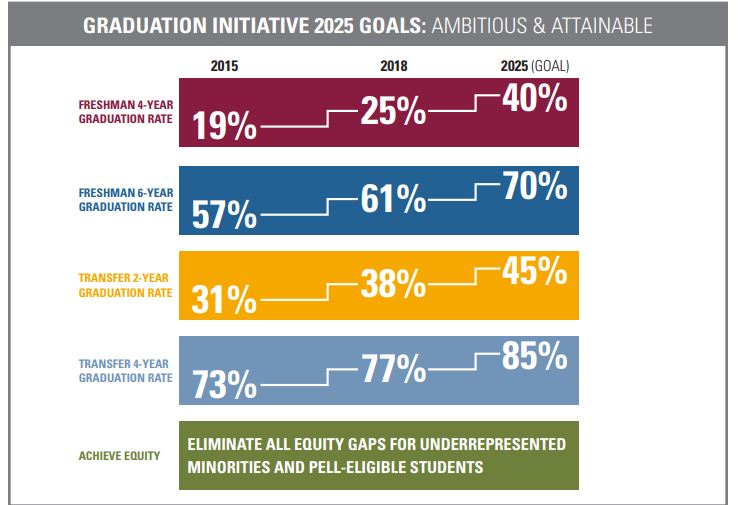 GRADUATION INITIATIVE 2025 GOALS: AMBITIOUS & ATTAINABLE
2015 2018 2025 (GOAL)
FRESHMAN 4-YEAR
GRADUATION RATE
19% 25% 40%
FRESHMAN 6-YEAR
GRADUATION RATE
57% 61% 70%
TRANSFER 2-YEAR
GRADUATION RATE
31% 38% 45%
TRANSFER 4-YEAR
GRADUATION RATE
73% 77% 85%
ACHIEVE EQUITY
ELIMINATE ALL EQUITY GAPS FOR UNDERREPRESENTED
MINORITIES AND PELL-ELIGIBLE STUDENTS